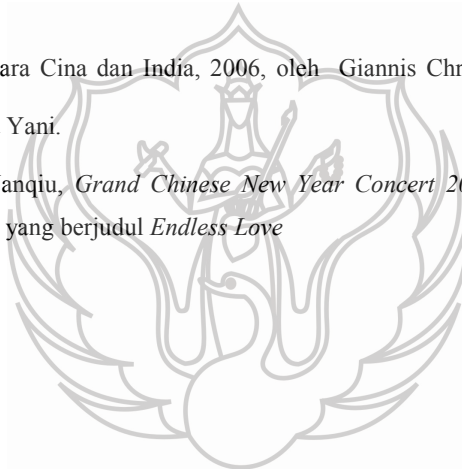 ara Cina dan India, 2006, oleh Giannis Chr
Yani.
anqiu, Grand Chinese New Year Concert 20
yang berjudul Endless Love